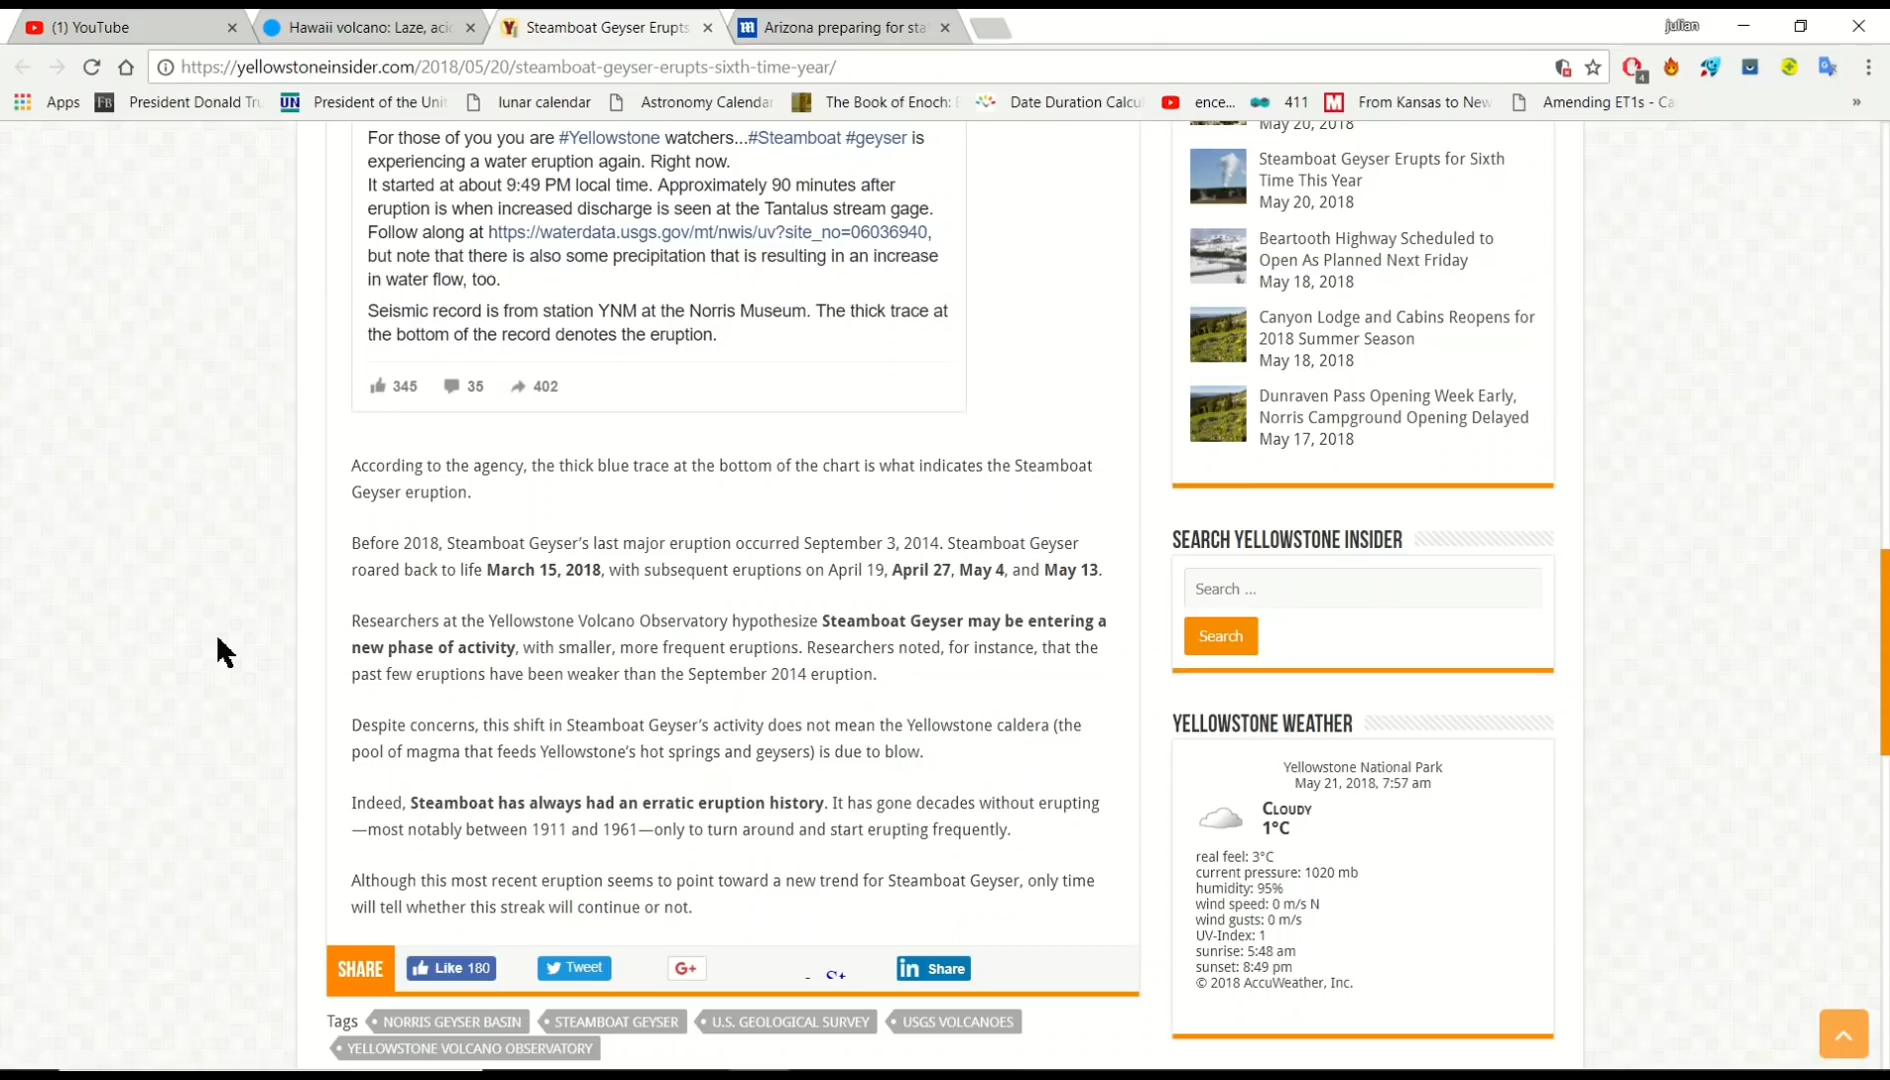 (1) YouTube
Hawaii volcano: Laze, aci
Steamboat Geyser Erupts
Arizona preparing for sta
julian
https://yellowstoneinsider.com/2018/05/20/steamboat-geyser-erupts-sixth-time-year/
4
Apps
FB President Donald Tr
UN President of the Unit
lunar calendar
Astronomy Calendar
The Book of Enoch:
Date Duration Calcu
ence...
411
M From Kansas to New
Amending ET1s - Ca
»
For those of you you are #Yellowstone watchers...#Steamboat #geyser is
experiencing a water eruption again. Right now.
It started at about 9:49 PM local time. Approximately 90 minutes after
eruption is when increased discharge is seen at the Tantalus stream gage.
Follow along at https://waterdata.usgs.gov/mt/nwis/uv?site_no=06036940,
but note that there is also some precipitation that is resulting in an increase
in water flow, too.
Seismic record is from station YNM at the Norris Museum. The thick trace at
the bottom of the record denotes the eruption.
345 35 402
According to the agency, the thick blue trace at the bottom of the chart is what indicates the Steamboat
Geyser eruption.
Before 2018, Steamboat Geyser’s last major eruption occurred September 3, 2014. Steamboat Geyser
roared back to life March 15, 2018, with subsequent eruptions on April 19, April 27, May 4, and May 13.
Researchers at the Yellowstone Volcano Observatory hypothesize Steamboat Geyser may be entering a
new phase of activity, with smaller, more frequent eruptions. Researchers noted, for instance, that the
past few eruptions have been weaker than the September 2014 eruption.
Despite concerns, this shift in Steamboat Geyser’s activity does not mean the Yellowstone caldera (the
pool of magma that feeds Yellowstone’s hot springs and geysers) is due to blow.
Indeed, Steamboat has always had an erratic eruption history. It has gone decades without erupting
—most notably between 1911 and 1961—only to turn around and start erupting frequently.
Although this most recent eruption seems to point toward a new trend for Steamboat Geyser, only time
will tell whether this streak will continue or not.
SHARE
Like 180
Tweet
G+
in Share
Tags
NORRIS GEYSER BASIN
STEAMBOAT GEYSER
U.S. GEOLOGICAL SURVEY
USGS VOLCANOES
YELLOWSTONE VOLCANO OBSERVATORY
May 20, 2018
Steamboat Geyser Erupts for Sixth
Time This Year
May 20, 2018
Beartooth Highway Scheduled to
Open As Planned Next Friday
May 18, 2018
Canyon Lodge and Cabins Reopens for
2018 Summer Season
May 18, 2018
Dunraven Pass Opening Week Early,
Norris Campground Opening Delayed
May 17, 2018
SEARCH YELLOWSTONE INSIDER
Search ...
Search
YELLOWSTONE WEATHER
Yellowstone National Park
May 21, 2018, 7:57 am
CLOUDY
1°C
real feel: 3°C
current pressure: 1020 mb
humidity: 95%
wind speed: 0 m/s N
wind gusts: 0 m/s
UV-Index: 1
sunrise: 5:48 am
sunset: 8:49 pm
© 2018 AccuWeather, Inc.